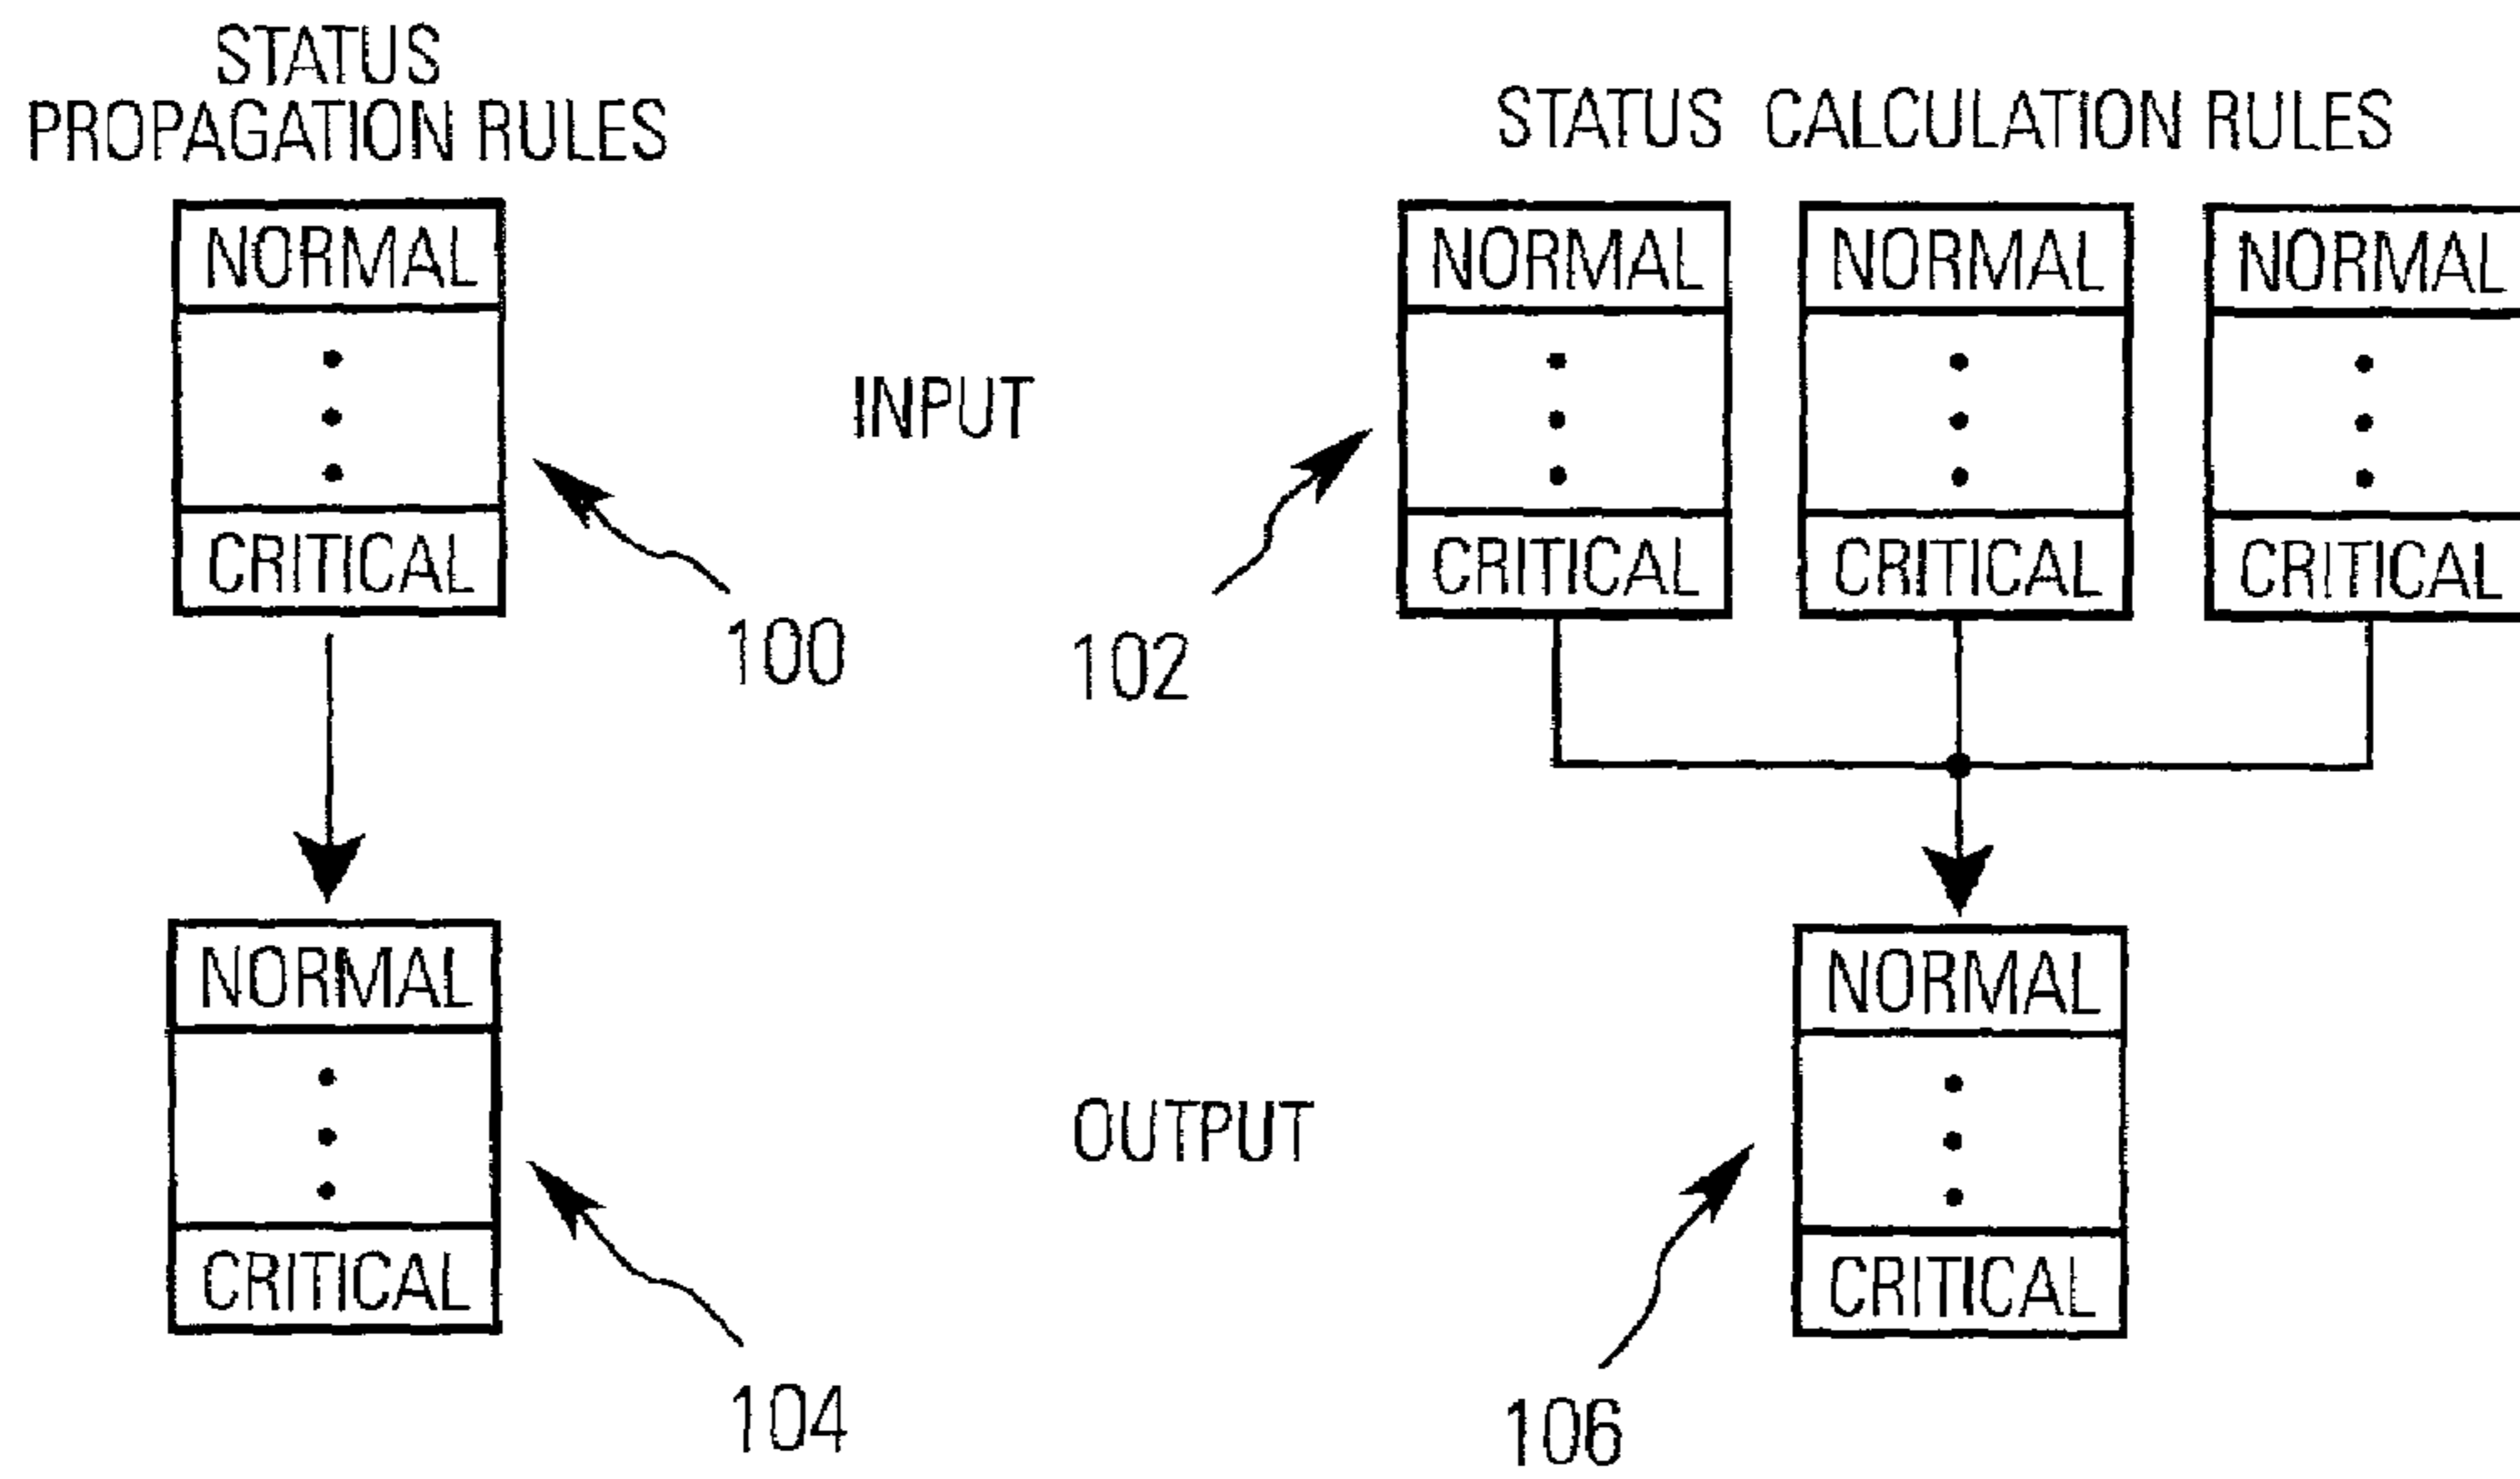 STATUS
PROPAGATION RULES
STATUS CALCULATION RULES
NORMAL
CRITICAL
INPUT
NORMAL
NORMAL
NORMAL
CRITICAL
CRITICAL
CRITICAL
100
102
NORMAL
CRITICAL
OUTPUT
NORMAL
CRITICAL
104
106